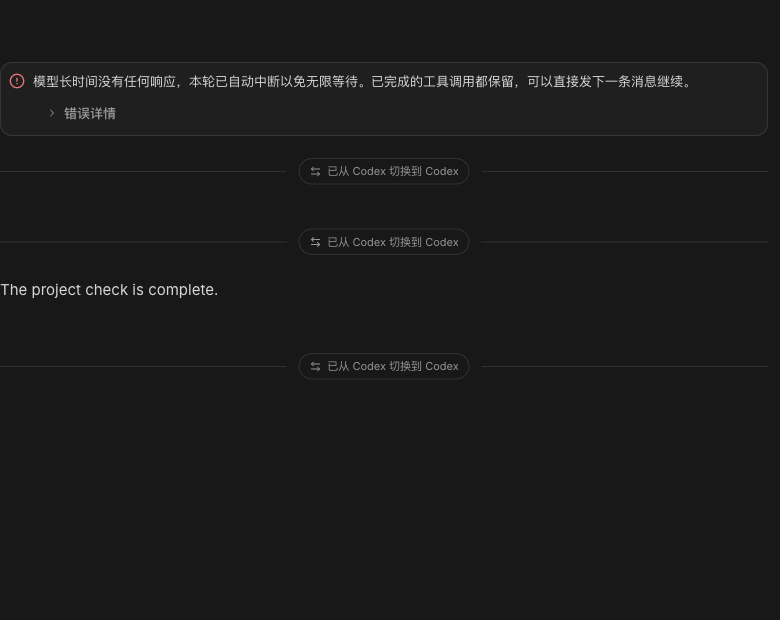 模型长时间没有任何响应，本轮已自动中断以免无限等待。已完成的工具调用都保留，可以直接发下一条消息继续。
错误详情
已从 Codex 切换到 Codex
已从 Codex 切换到 Codex
The project check is complete.
已从 Codex 切换到 Codex